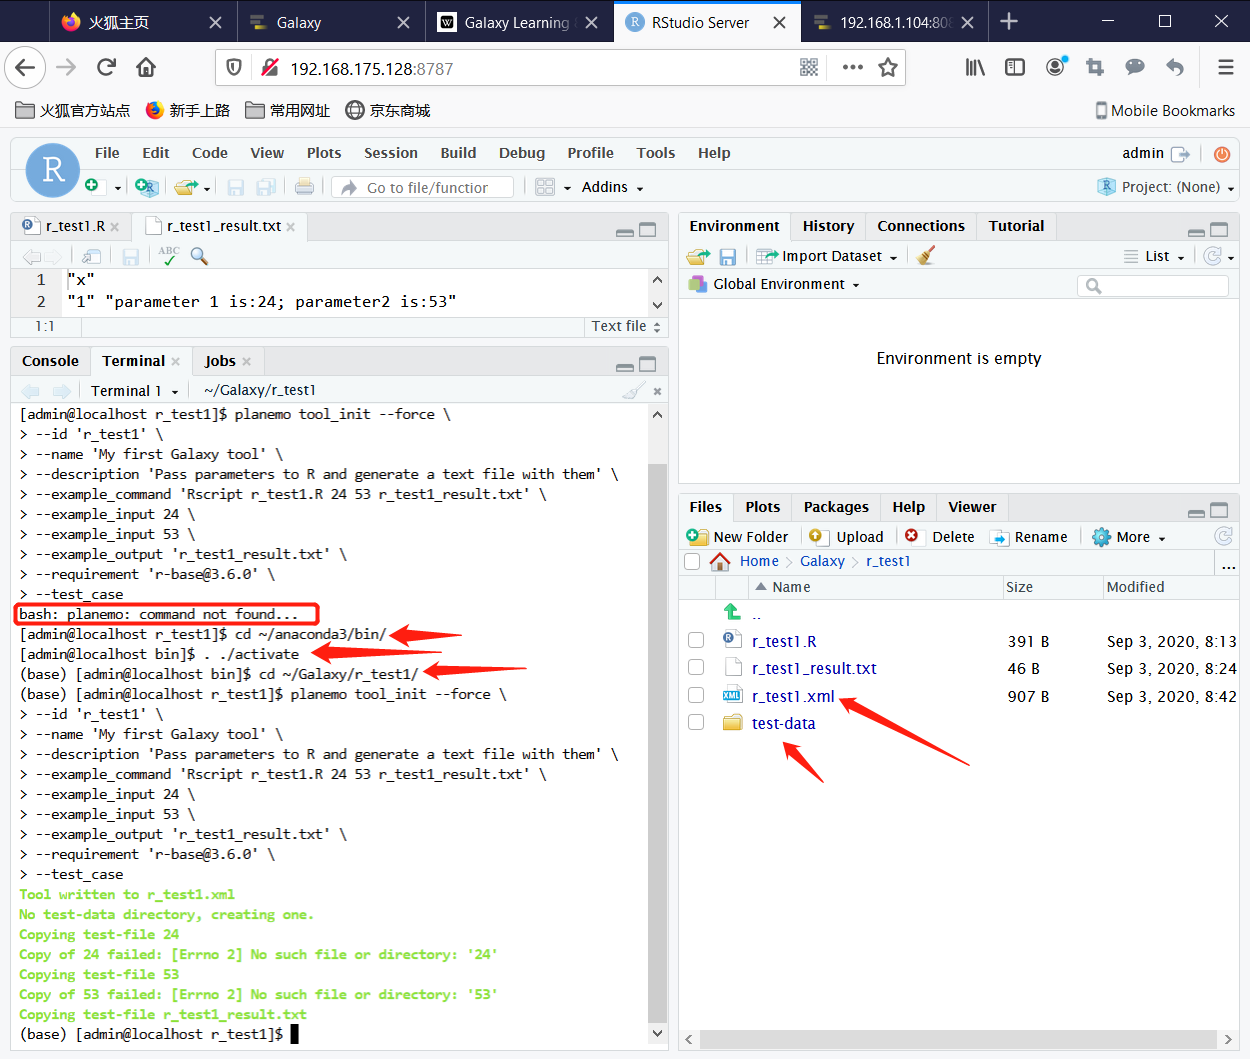 火狐主页
Galaxy
Galaxy Learning
RStudio Server
192.168.1.104:80
192.168.175.128:8787
火狐官方站点
新手上路
常用网址
京东商城
Mobile Bookmarks
R
File Edit Code View Plots Session Build Debug Profile Tools Help
admin
Go to file/function
Addins
Project: (None)
r_test1.R
r_test1_result.txt
ABC
1 "x"
2 "1" "parameter 1 is:24; parameter2 is:53"
1:1
Text file
Console Terminal Jobs
Terminal 1
~/Galaxy/r_test1
[admin@localhost r_test1]$ planemo tool_init --force \
> --id 'r_test1' \
> --name 'My first Galaxy tool' \
> --description 'Pass parameters to R and generate a text file with them' \
> --example_command 'Rscript r_test1.R 24 53 r_test1_result.txt' \
> --example_input 24 \
> --example_input 53 \
> --example_output 'r_test1_result.txt' \
> --requirement 'r-base@3.6.0' \
> --test_case
bash: planemo: command not found...
[admin@localhost r_test1]$ cd ~/anaconda3/bin/
[admin@localhost bin]$ . ./activate
(base) [admin@localhost bin]$ cd ~/Galaxy/r_test1/
(base) [admin@localhost r_test1]$ planemo tool_init --force \
> --id 'r_test1' \
> --name 'My first Galaxy tool' \
> --description 'Pass parameters to R and generate a text file with them' \
> --example_command 'Rscript r_test1.R 24 53 r_test1_result.txt' \
> --example_input 24 \
> --example_input 53 \
> --example_output 'r_test1_result.txt' \
> --requirement 'r-base@3.6.0' \
> --test_case
Tool written to r_test1.xml
No test-data directory, creating one.
Copying test-file 24
Copy of 24 failed: [Errno 2] No such file or directory: '24'
Copying test-file 53
Copy of 53 failed: [Errno 2] No such file or directory: '53'
Copying test-file r_test1_result.txt
(base) [admin@localhost r_test1]$
Environment History Connections Tutorial
Import Dataset
List
Global Environment
Environment is empty
Files Plots Packages Help Viewer
New Folder Upload Delete Rename More
Home Galaxy r_test1
...
Name Size Modified
..
r_test1.R 391 B Sep 3, 2020, 8:13
r_test1_result.txt 46 B Sep 3, 2020, 8:24
r_test1.xml 907 B Sep 3, 2020, 8:42
test-data